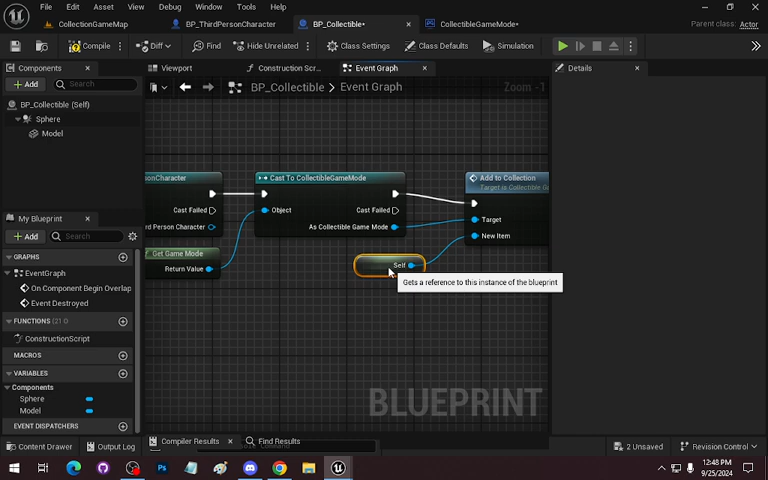 File Edit Asset View Debug Window Tools Help
CollectionGameMap BP_ThirdPersonCharacter BP_Collectible* CollectibleGameMode*
Parent class: Actor
Compile Diff Find Hide Unrelated Class Settings Class Defaults Simulation
Components Viewport Construction Scr... Event Graph Details
+ Add Search
BP_Collectible > Event Graph Zoom -1
BP_Collectible (Self)
Sphere
Model
sonCharacter Cast To CollectibleGameMode Add to Collection
Target is Collectible G
Cast Failed Object Cast Failed
rd Person Character As Collectible Game Mode Target
New Item
My Blueprint
+ Add Search
Get Game Mode
Return Value Self
Gets a reference to this instance of the blueprint
GRAPHS
EventGraph
On Component Begin Overlap
Event Destroyed
FUNCTIONS (21 O
ConstructionScript
MACROS
VARIABLES
Components
Sphere
Model
EVENT DISPATCHERS
BLUEPRINT
Content Drawer Output Log Compiler Results Find Results 2 Unsaved Revision Control
12:48 PM
9/25/2024